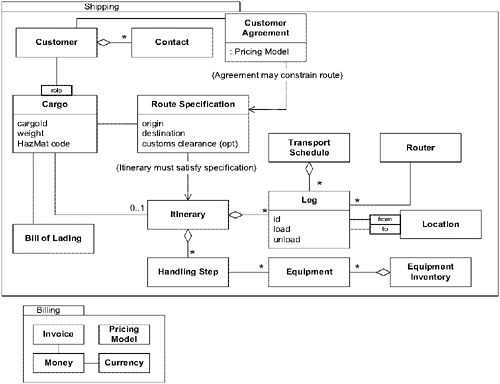 Shipping
Customer
Agreement
: Pricing Model
Customer
*
Contact
{Agreement may constrain route}
role
Cargo
cargoId
weight
HazMat code
Route Specification
origin
destination
customs clearance (opt)
Transport
Schedule
Router
{Itinerary must satisfy specification}
*
*
0..1
Itinerary
*
Leg
id
load
unload
from
to
Location
Bill of Lading
*
Handling Step
*
Equipment
*
Equipment
Inventory
Billing
Invoice
Pricing
Model
Money
Currency